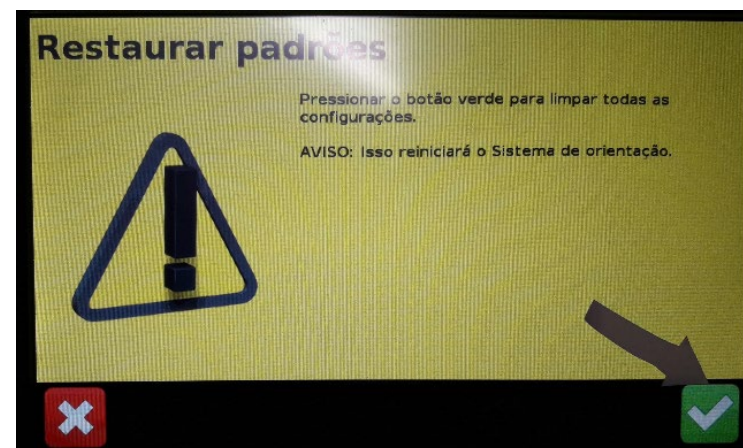 Restaurar padrões
Pressionar o botão verde para limpar todas as
configurações.
AVISO: Isso reiniciará o Sistema de orientação.